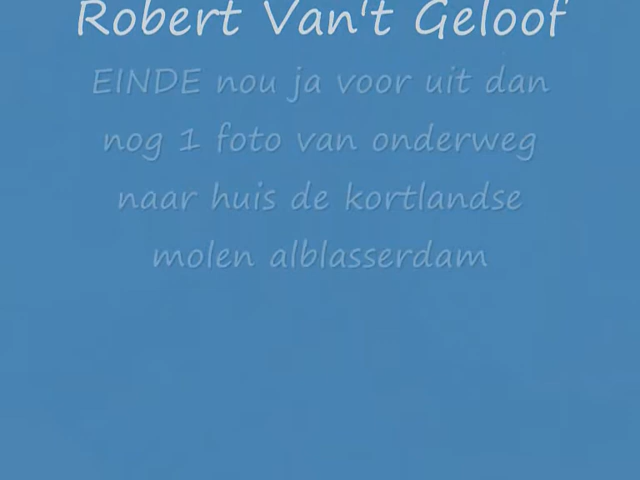 Robert Van't Geloof
EINDE nou ja voor uit dan
nog 1 foto van onderweg
naar huis de kortlandse
molen alblasserdam